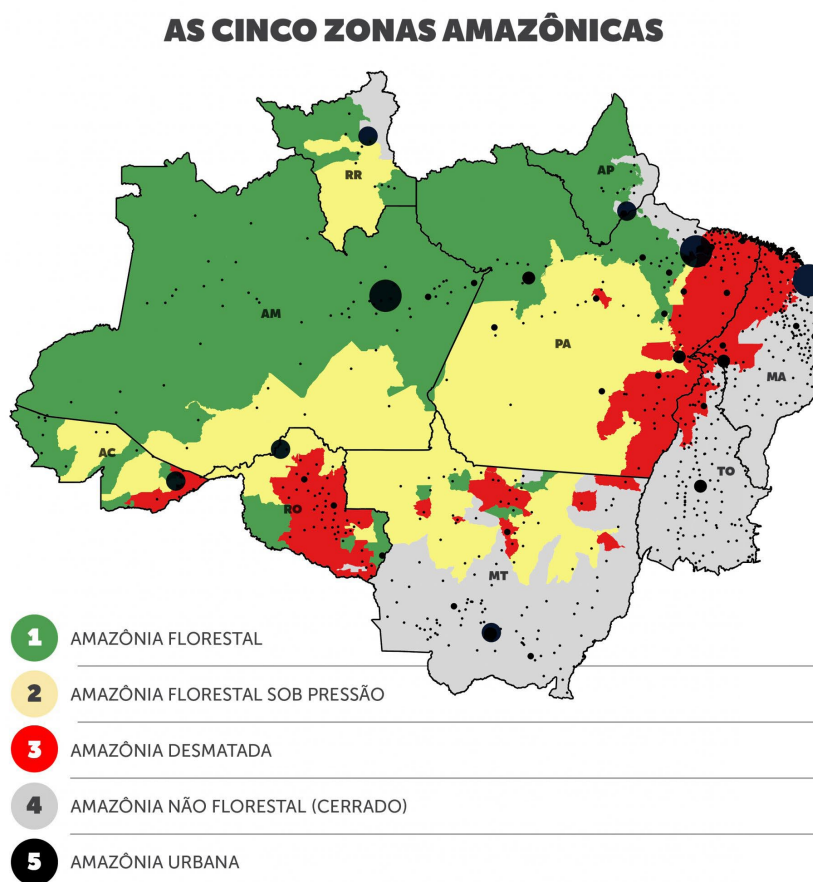 AS CINCO ZONAS AMAZÔNICAS
RR
AP
AM
PA
MA
AC
TO
RO
MT
1 AMAZÔNIA FLORESTAL
2 AMAZÔNIA FLORESTAL SOB PRESSÃO
3 AMAZÔNIA DESMATADA
4 AMAZÔNIA NÃO FLORESTAL (CERRADO)
5 AMAZÔNIA URBANA